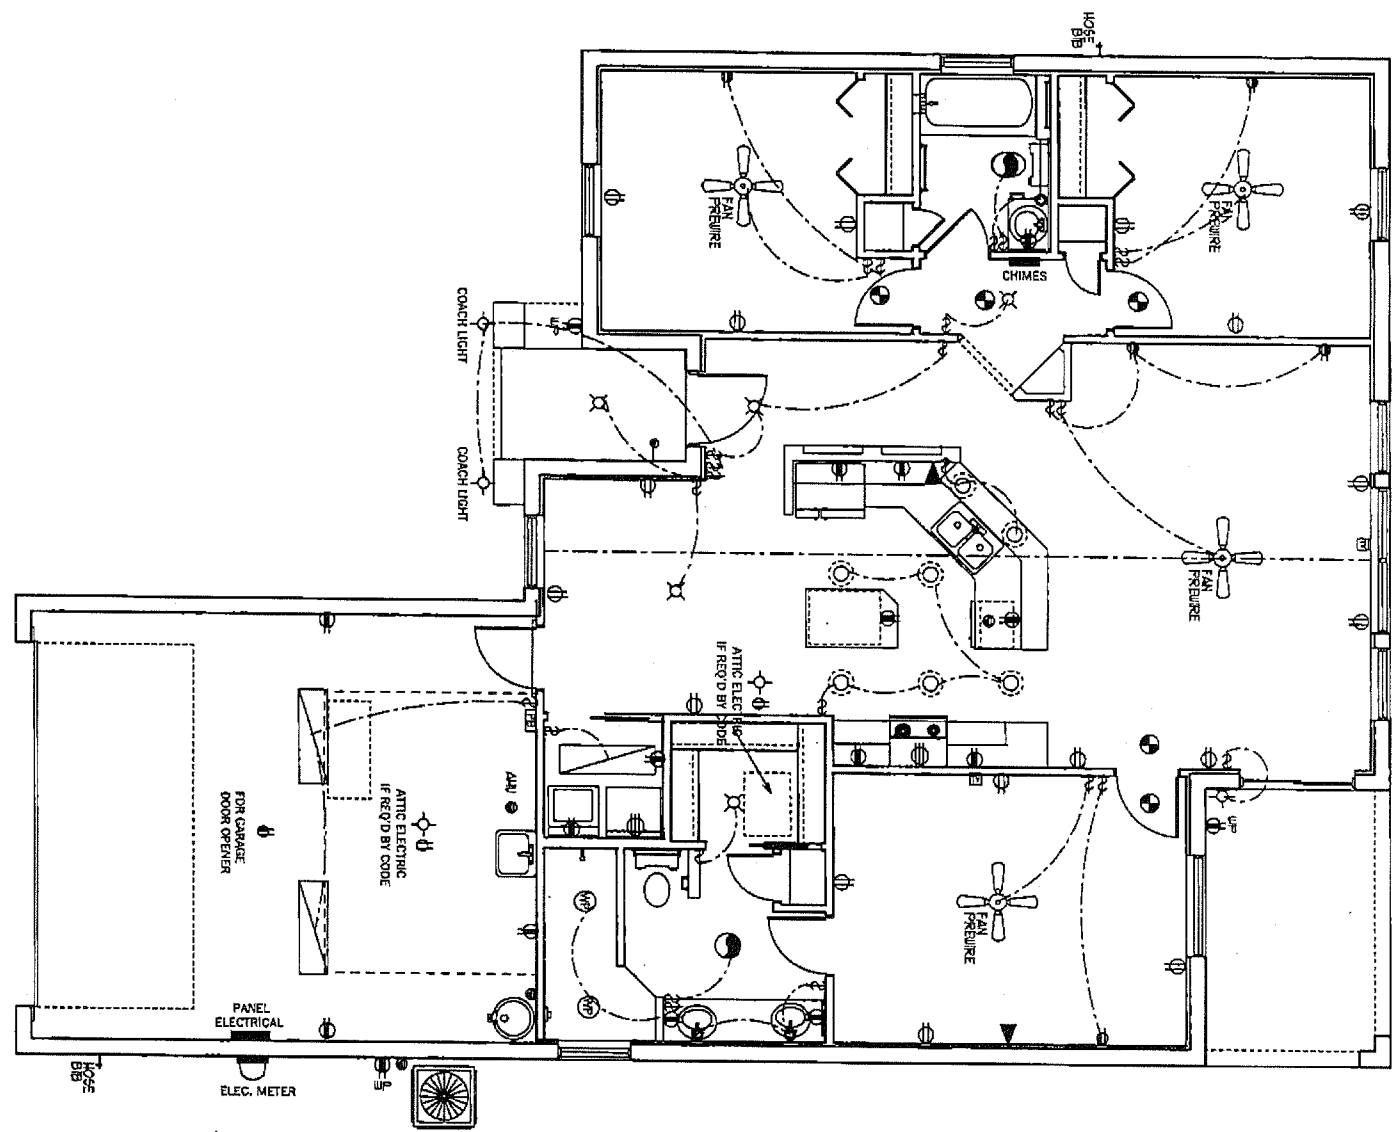 HOSE
BIB
FAN
PREWIRE
FAN
PREWIRE
CHIMES
COACH LIGHT
WP
COACH LIGHT
FAN
PREWIRE
ATTIC ELECTRIC
IF REQ'D BY CODE
AHU
ATTIC ELECTRIC
IF REQ'D BY CODE
FOR GARAGE
DOOR OPENER
WP
WP
WP
FAN
PREWIRE
PANEL
ELECTRICAL
ELEC. METER
HOSE
BIB
WP